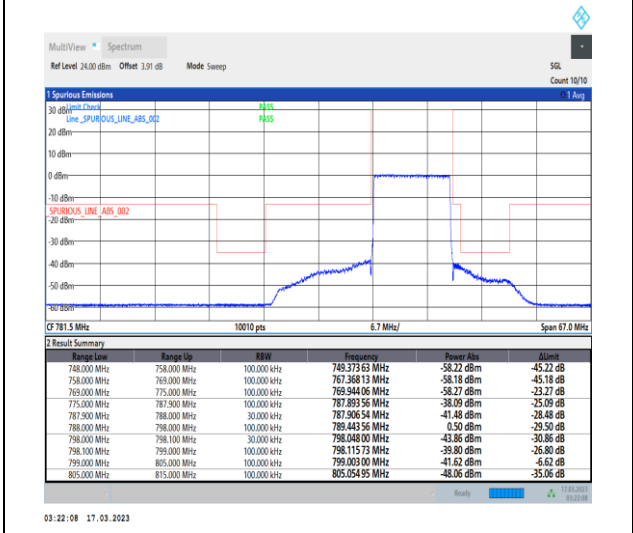 MultiView Spectrum
Ref Level 24.00 dBm Offset 3.91 dB Mode Sweep SGL
Count 10/10
1 Spurious Emissions 1 Avg
30 dBm Limit Check PASS
Line _SPURIOUS_LINE_ABS_002 PASS
20 dBm
10 dBm
0 dBm
-10 dBm
SPURIOUS_LINE_ABS_002
-20 dBm
-30 dBm
-40 dBm
-50 dBm
-60 dBm
CF 781.5 MHz 10010 pts 6.7 MHz/ Span 67.0 MHz
2 Result Summary
Range Low Range Up RBW Frequency Power Abs ΔLimit
748.000 MHz 758.000 MHz 100.000 kHz 749.373 63 MHz -58.22 dBm -45.22 dB
758.000 MHz 769.000 MHz 100.000 kHz 767.368 13 MHz -58.18 dBm -45.18 dB
769.000 MHz 775.000 MHz 100.000 kHz 769.944 06 MHz -58.27 dBm -23.27 dB
775.000 MHz 787.900 MHz 100.000 kHz 787.893 56 MHz -38.09 dBm -25.09 dB
787.900 MHz 788.000 MHz 30.000 kHz 787.906 54 MHz -41.48 dBm -28.48 dB
788.000 MHz 798.000 MHz 100.000 kHz 789.443 56 MHz 0.50 dBm -29.50 dB
798.000 MHz 798.100 MHz 30.000 kHz 798.048 00 MHz -43.86 dBm -30.86 dB
798.100 MHz 799.000 MHz 100.000 kHz 798.115 73 MHz -39.80 dBm -26.80 dB
799.000 MHz 805.000 MHz 100.000 kHz 799.003 00 MHz -41.62 dBm -6.62 dB
805.000 MHz 815.000 MHz 100.000 kHz 805.054 95 MHz -48.06 dBm -35.06 dB
Ready 17.03.2023
03:22:08
03:22:08 17.03.2023